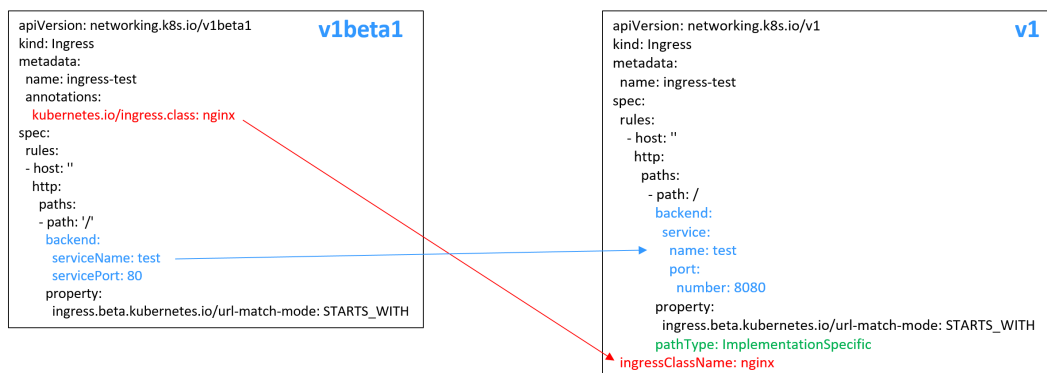 apiVersion: networking.k8s.io/v1beta1
v1beta1
kind: Ingress
metadata:
name: ingress-test
annotations:
kubernetes.io/ingress.class: nginx
spec:
rules:
- host: ''
http:
paths:
- path: '/'
backend:
serviceName: test
servicePort: 80
property:
ingress.beta.kubernetes.io/url-match-mode: STARTS_WITH
apiVersion: networking.k8s.io/v1
v1
kind: Ingress
metadata:
name: ingress-test
spec:
rules:
- host: ''
http:
paths:
- path: /
backend:
service:
name: test
port:
number: 8080
property:
ingress.beta.kubernetes.io/url-match-mode: STARTS_WITH
pathType: ImplementationSpecific
ingressClassName: nginx